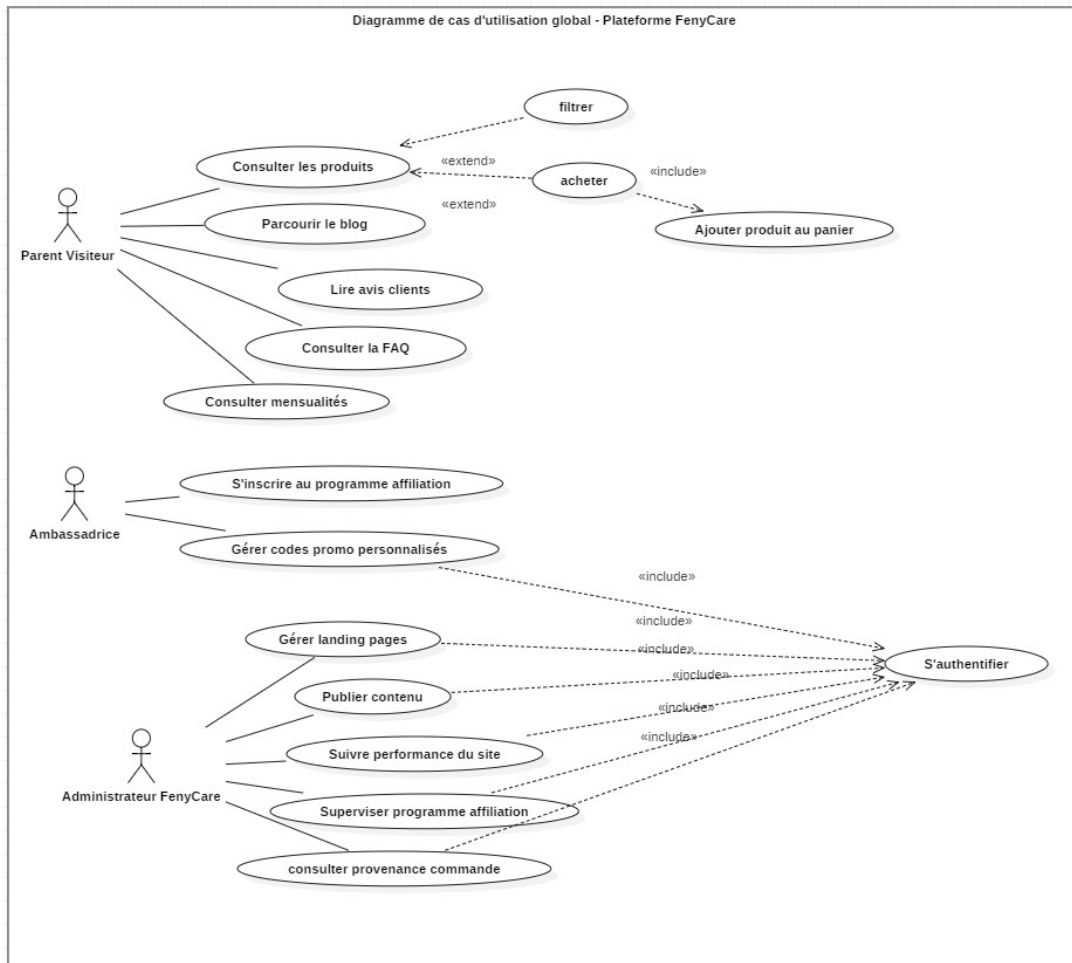 Diagramme de cas d'utilisation global - Plateforme FenyCare
filtrer
Consulter les produits
«extend»
acheter
«include»
«extend»
Parcourir le blog
Ajouter produit au panier
Parent Visiteur
Lire avis clients
Consulter la FAQ
Consulter mensualités
S'inscrire au programme affiliation
Ambassadrice
Gérer codes promo personnalisés
«include»
«include»
Gérer landing pages
«include»
S'authentifier
«include»
Publier contenu
«include»
«include»
Suivre performance du site
Administrateur FenyCare
Superviser programme affiliation
consulter provenance commande